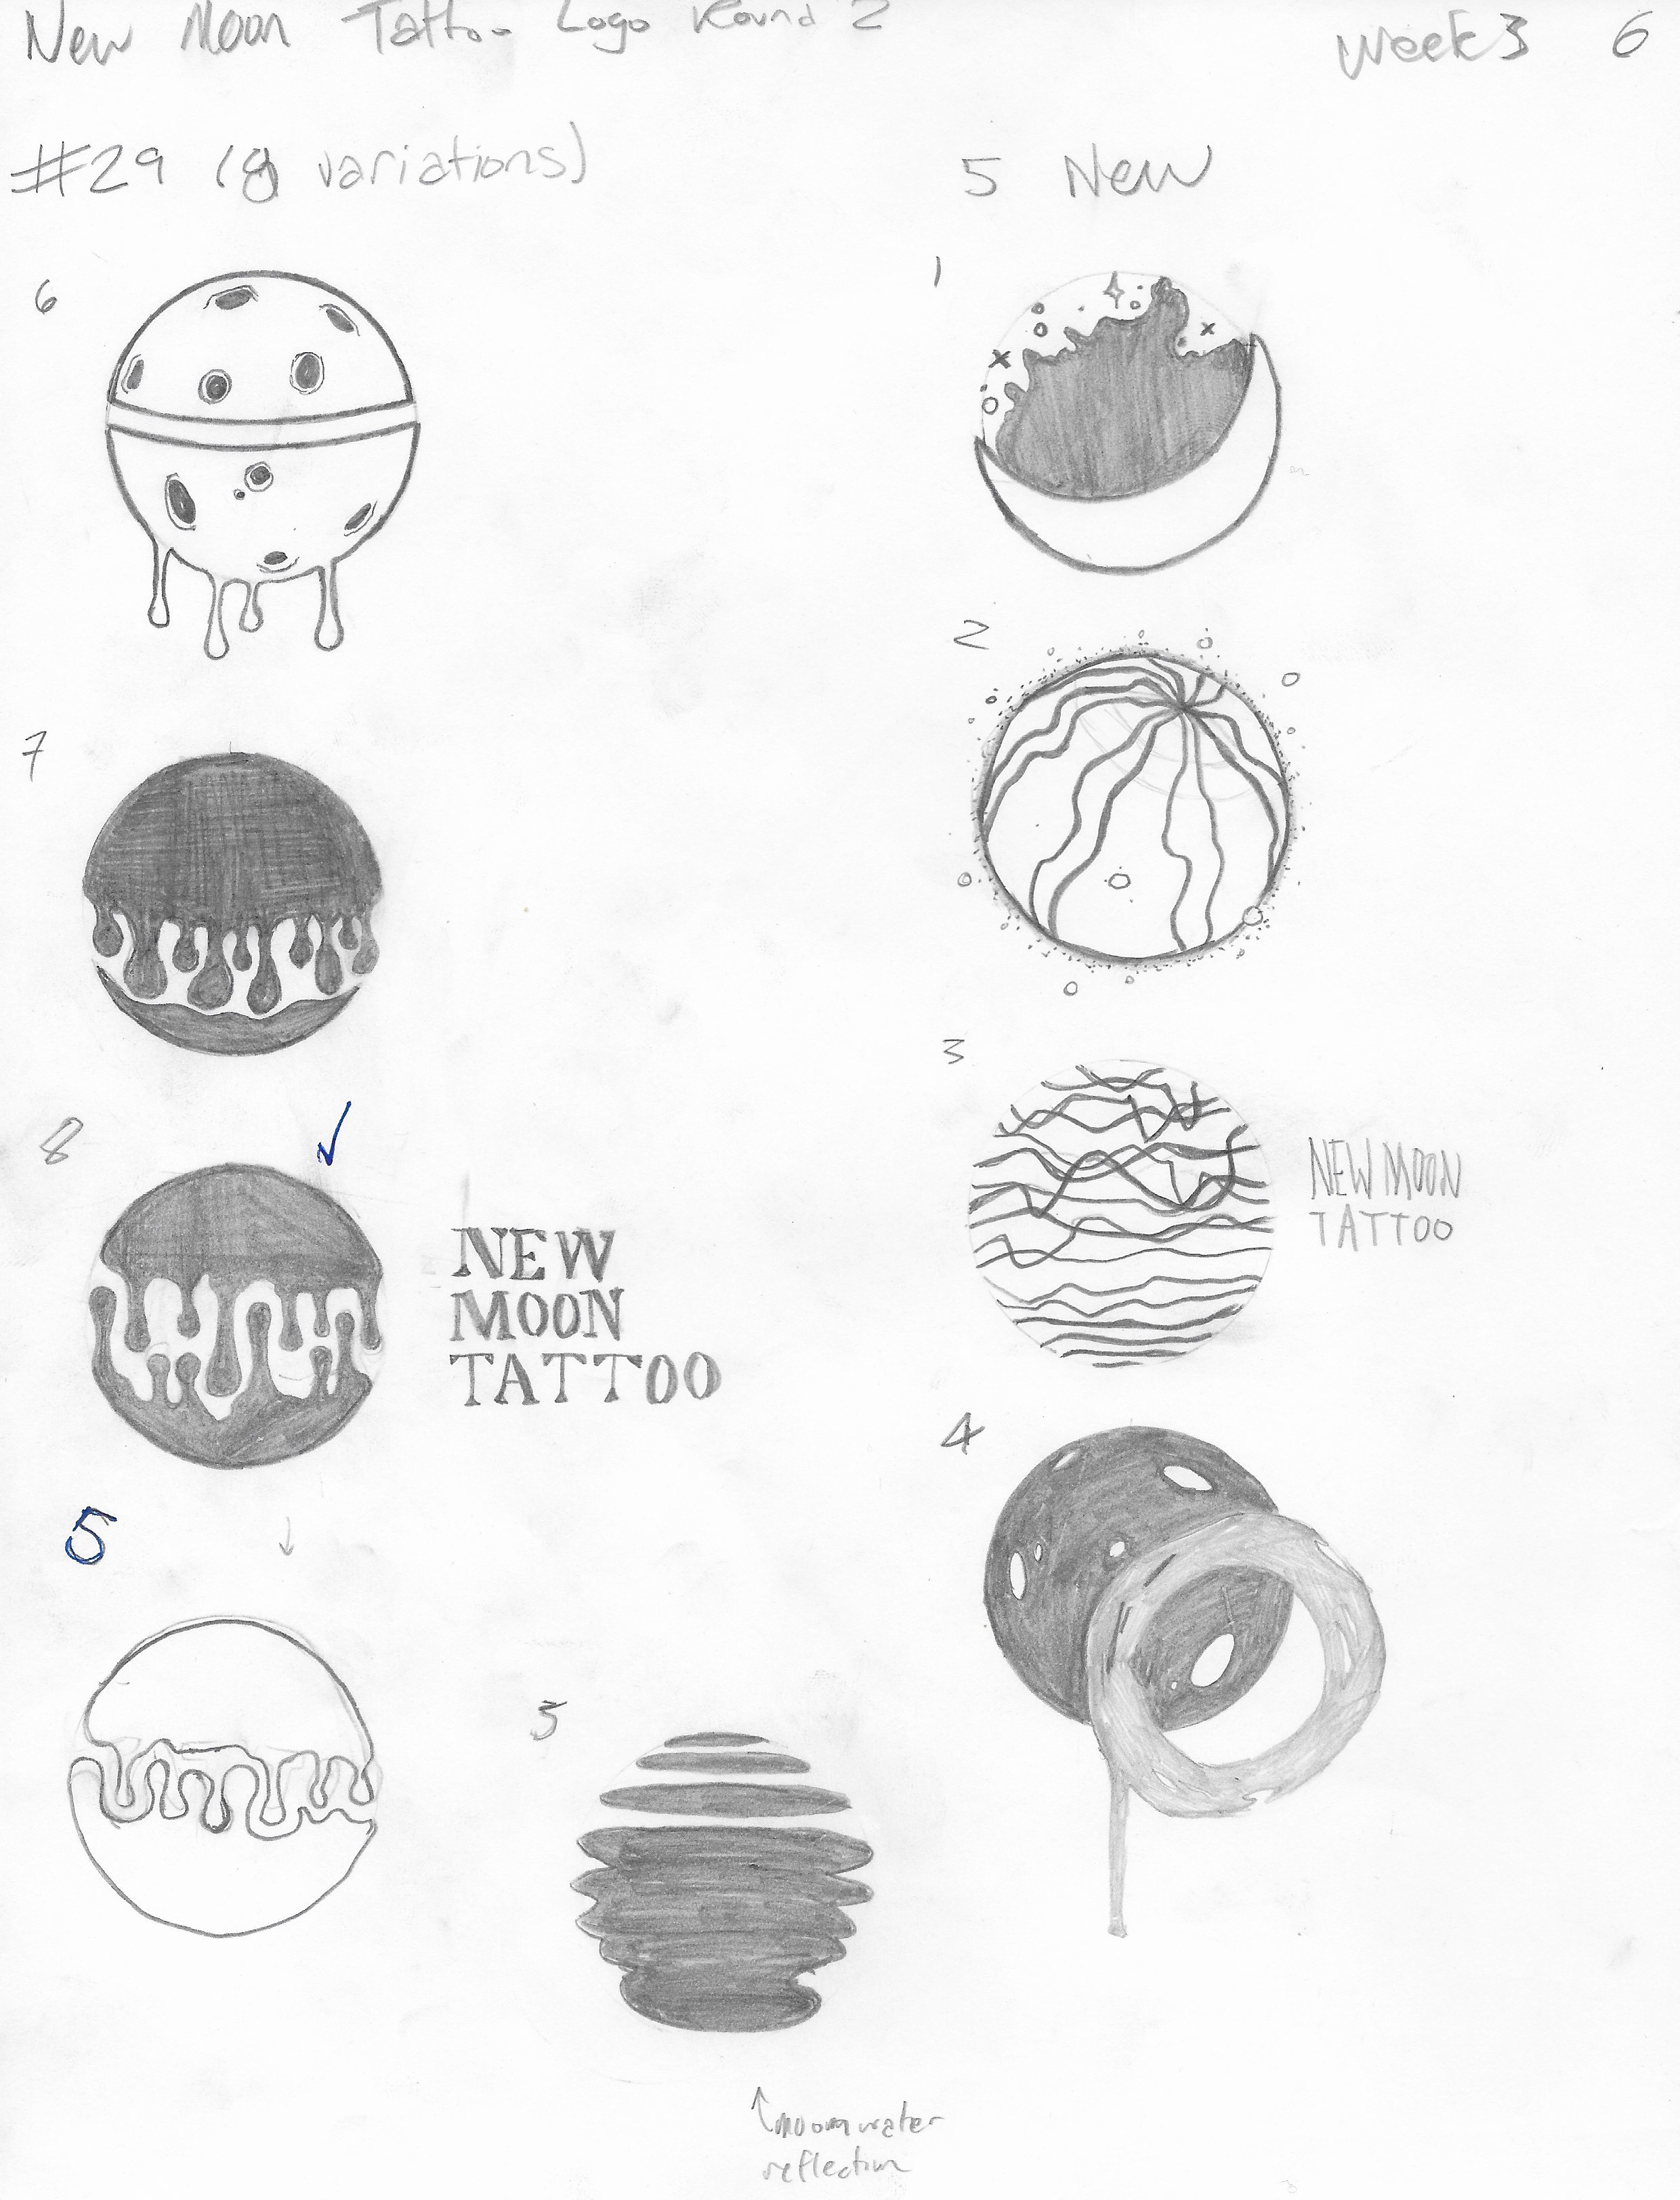 New Moon Tattoo Logo Round 2
Week 3 6
#29 (8 variations)
5 New
6
1
2
7
3
NEW MOON
TATTOO
8
NEW
MOON
TATTOO
4
5
5
moon water
reflection